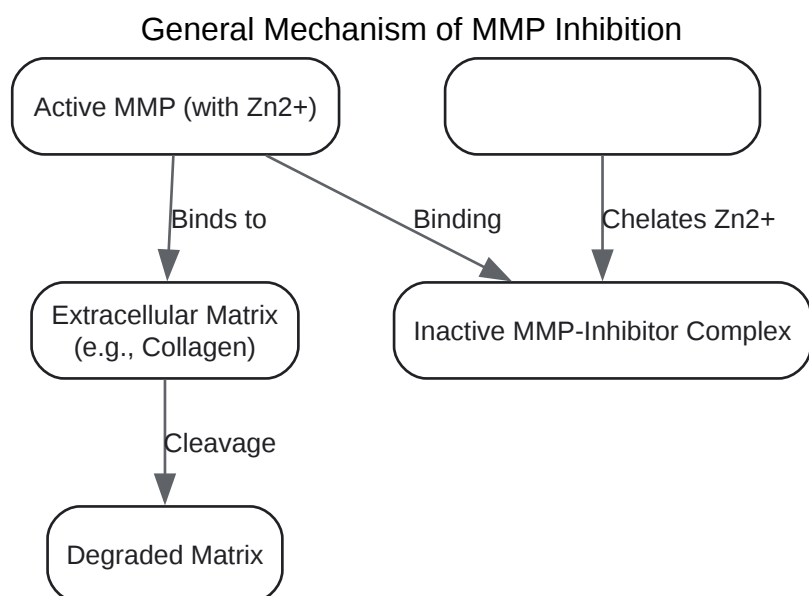 General Mechanism of MMP Inhibition
Active MMP (with Zn2+)
Binds to
Binding
Chelates Zn2+
Extracellular Matrix
(e.g., Collagen)
Inactive MMP-Inhibitor Complex
Cleavage
Degraded Matrix